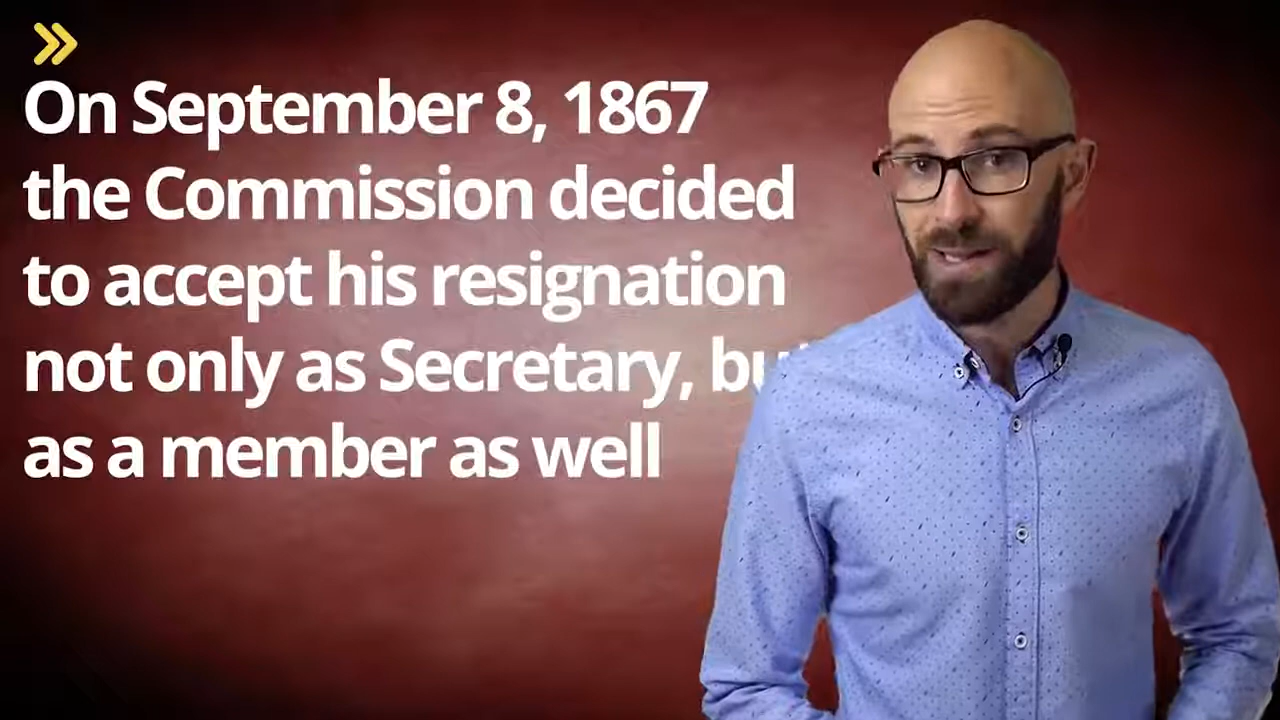 On September 8, 1867
the Commission decided
to accept his resignation
not only as Secretary, but
as a member as well